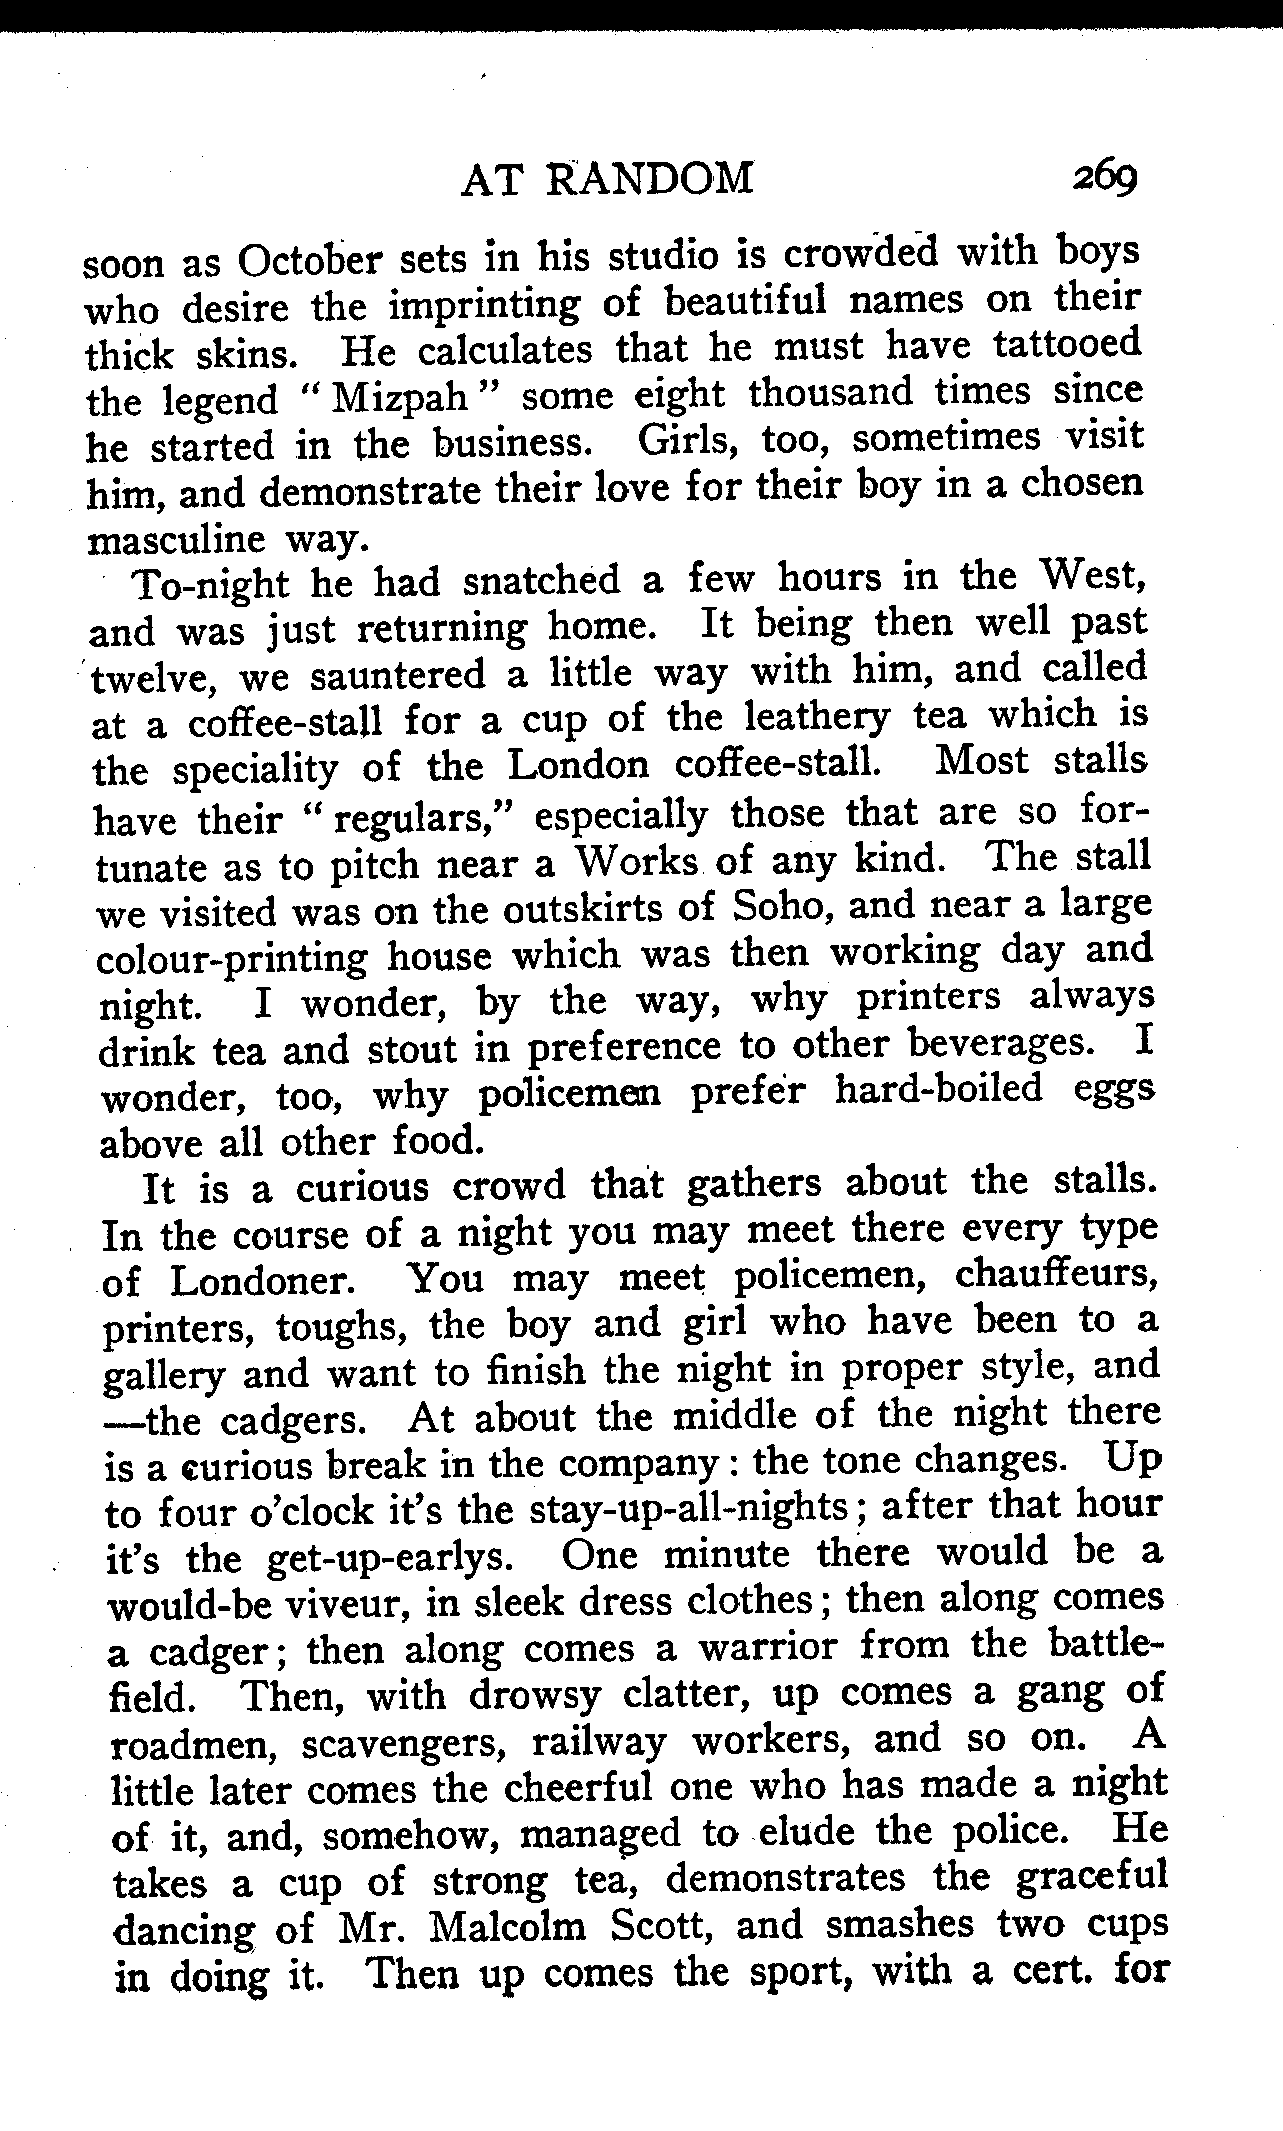 AT RANDOM 269
soon as October sets in his studio is crowded with boys
who desire the imprinting of beautiful names on their
thick skins. He calculates that he must have tattooed
the legend " Mizpah " some eight thousand times since
he started in the business. Girls, too, sometimes visit
him, and demonstrate their love for their boy in a chosen
masculine way.
To-night he had snatched a few hours in the West,
and was just returning home. It being then well past
twelve, we sauntered a little way with him, and called
at a coffee-stall for a cup of the leathery tea which is
the speciality of the London coffee-stall. Most stalls
have their " regulars," especially those that are so for-
tunate as to pitch near a Works of any kind. The stall
we visited was on the outskirts of Soho, and near a large
colour-printing house which was then working day and
night. I wonder, by the way, why printers always
drink tea and stout in preference to other beverages. I
wonder, too, why policemen prefer hard-boiled eggs
above all other food.
It is a curious crowd that gathers about the stalls.
In the course of a night you may meet there every type
of Londoner. You may meet policemen, chauffeurs,
printers, toughs, the boy and girl who have been to a
gallery and want to finish the night in proper style, and
—the cadgers. At about the middle of the night there
is a curious break in the company : the tone changes. Up
to four o'clock it's the stay-up-all-nights ; after that hour
it's the get-up-earlys. One minute there would be a
would-be viveur, in sleek dress clothes ; then along comes
a cadger ; then along comes a warrior from the battle-
field. Then, with drowsy clatter, up comes a gang of
roadmen, scavengers, railway workers, and so on. A
little later comes the cheerful one who has made a night
of it, and, somehow, managed to elude the police. He
takes a cup of strong tea, demonstrates the graceful
dancing of Mr. Malcolm Scott, and smashes two cups
in doing it. Then up comes the sport, with a cert. for